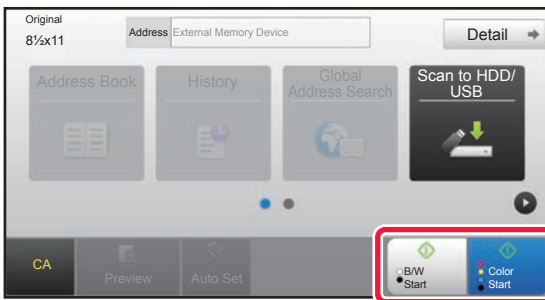 Original
8½x11
Address External Memory Device
Detail
Address Book
History
Global
Address Search
Scan to HDD/
USB
CA
Preview
Auto Set
B/W
Start
Color
Start